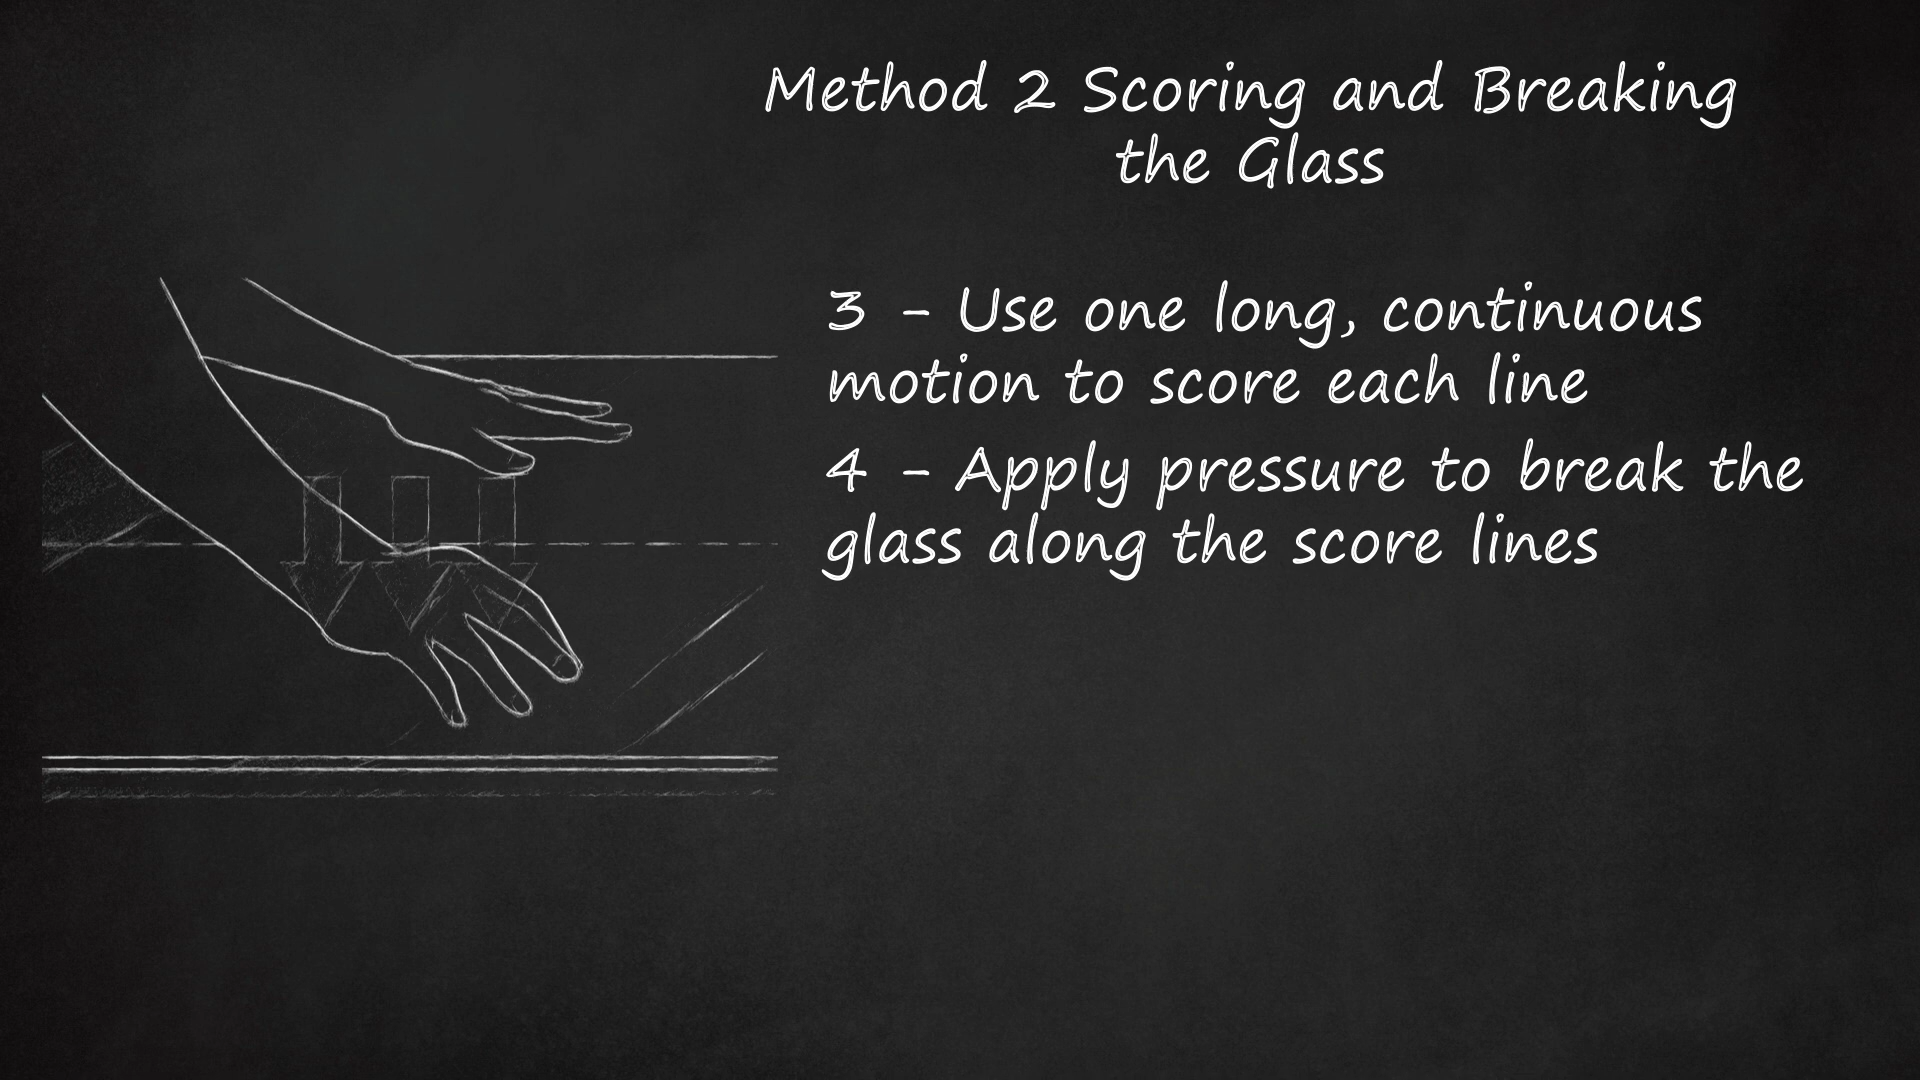 Method 2 Scoring and Breaking
the Glass
3 - Use one long, continuous
motion to score each line
4 - Apply pressure to break the
glass along the score lines